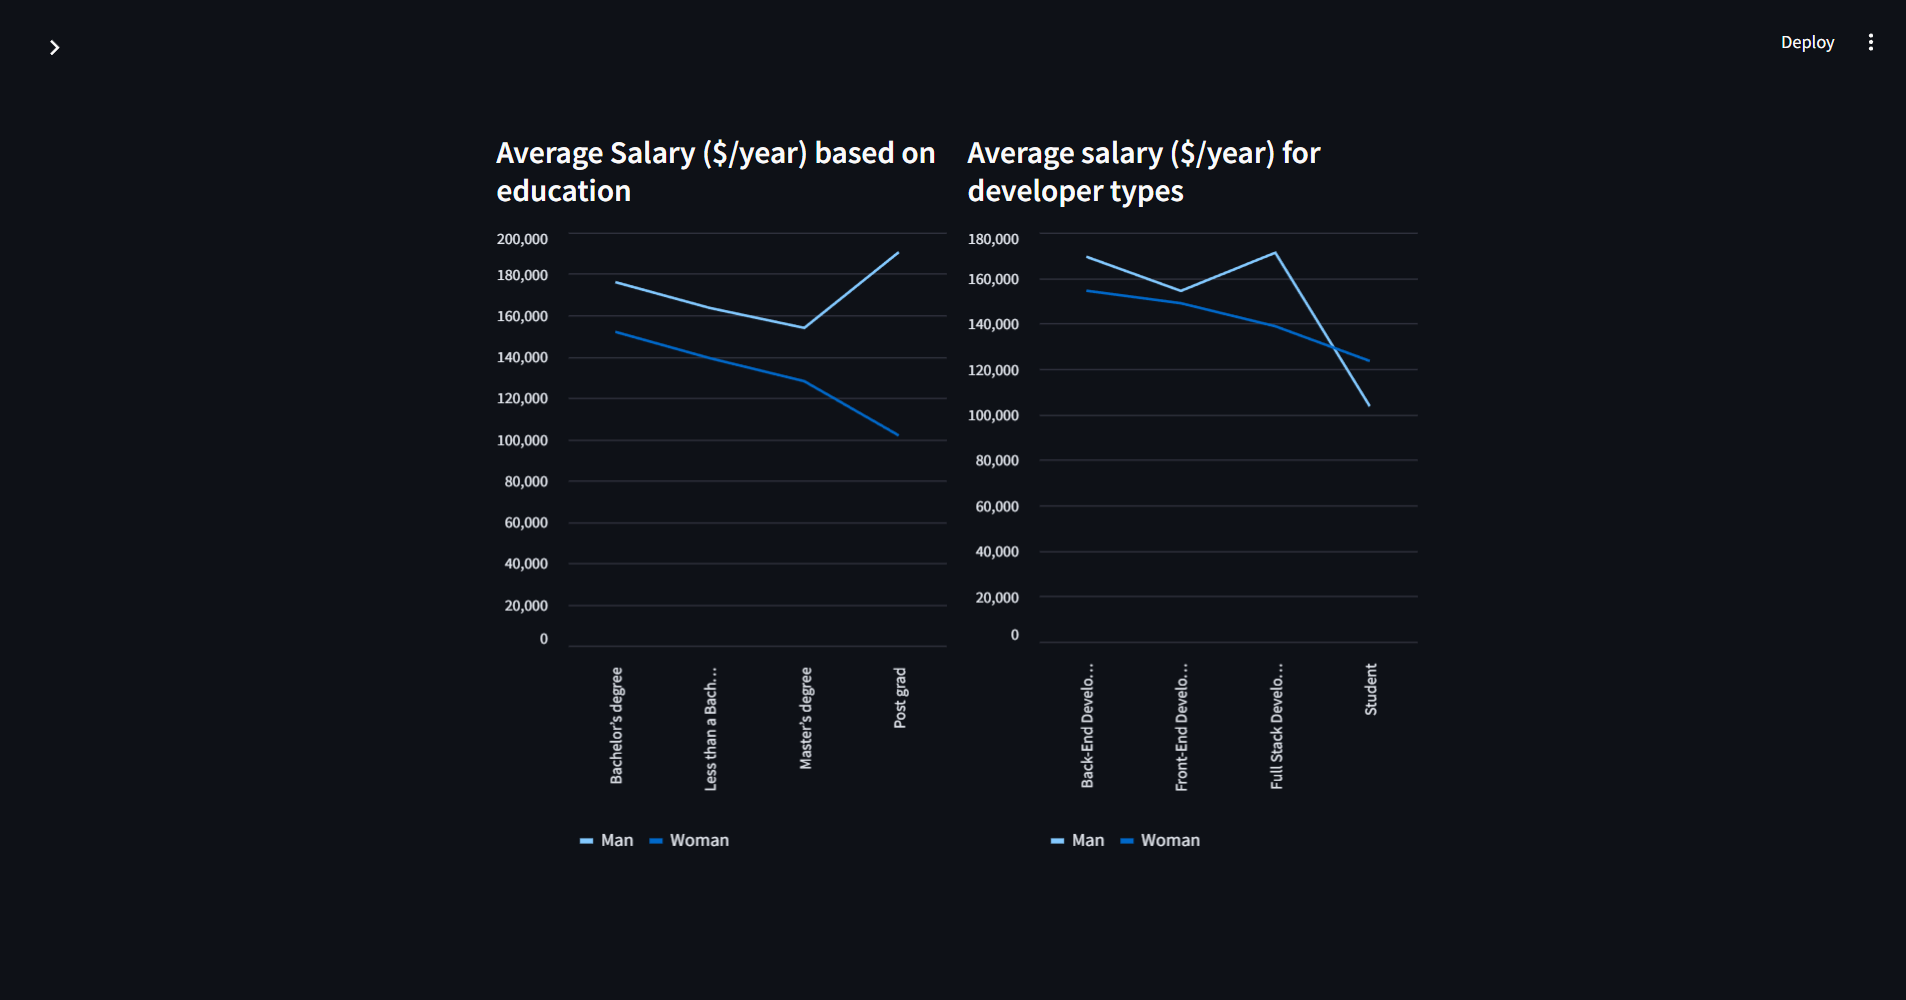 Deploy
Average Salary ($/year) based on
education
200,000
180,000
160,000
140,000
120,000
100,000
80,000
60,000
40,000
20,000
0
Bachelor's degree
Less than a Bach…
Master's degree
Post grad
Man
Woman
Average salary ($/year) for
developer types
180,000
160,000
140,000
120,000
100,000
80,000
60,000
40,000
20,000
0
Back-End Develo…
Front-End Develo…
Full Stack Develo…
Student
Man
Woman